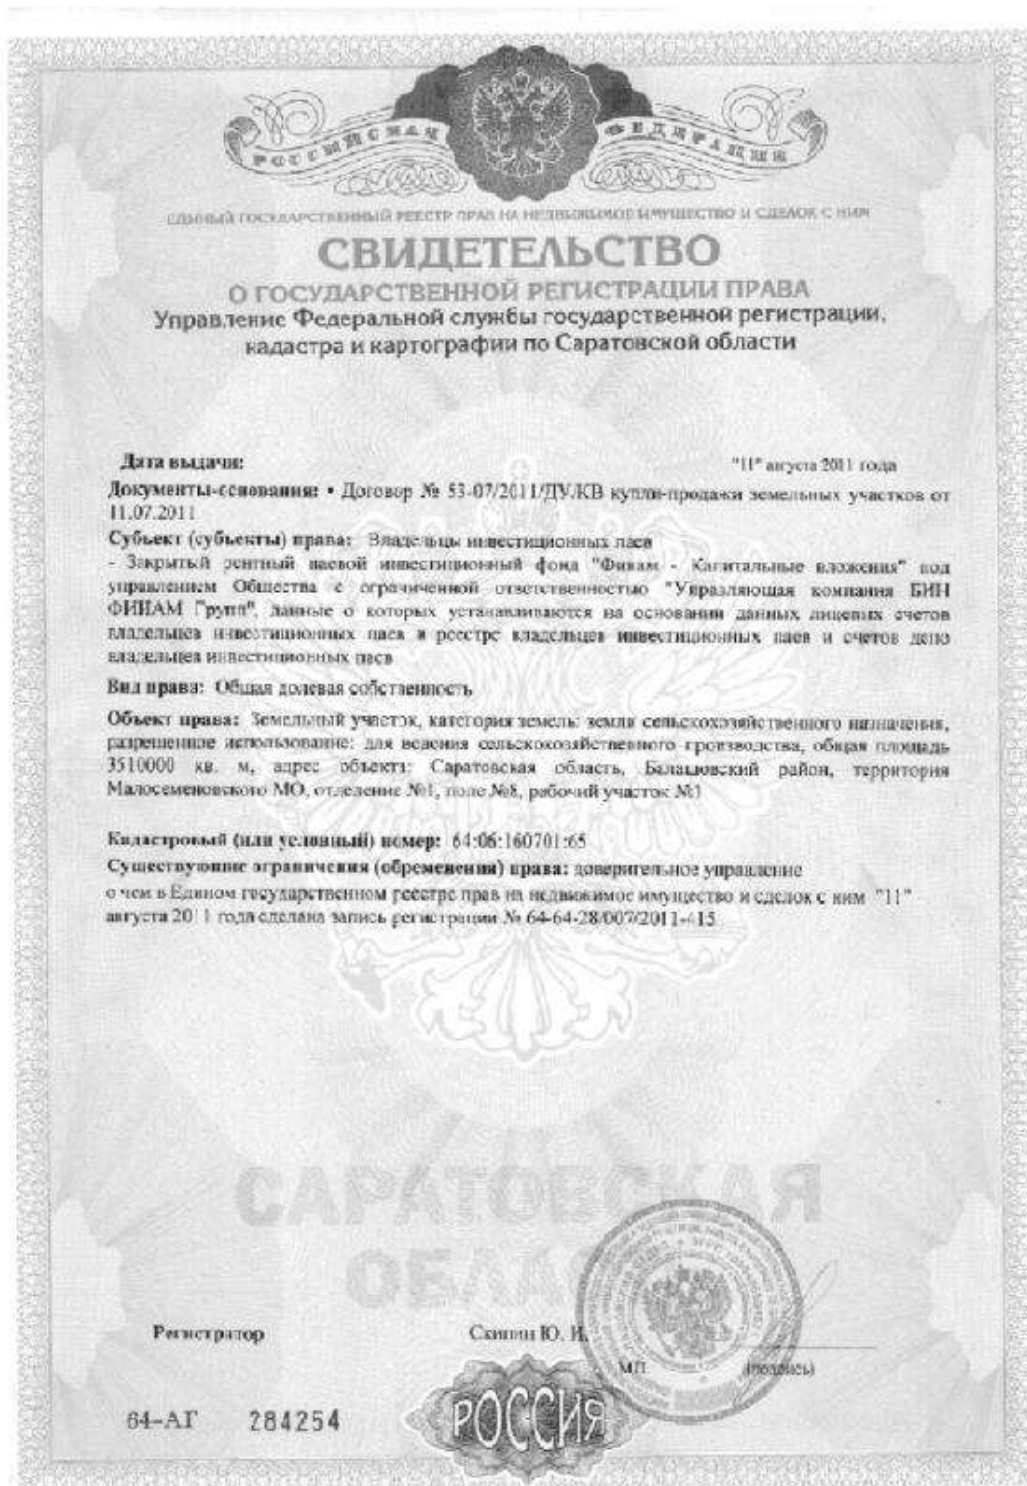 РОССИЙСКАЯ ФЕДЕРАЦИЯ
ЕДИНЫЙ ГОСУДАРСТВЕННЫЙ РЕЕСТР ПРАВ НА НЕДВИЖИМОЕ ИМУЩЕСТВО И СДЕЛОК С НИМ
СВИДЕТЕЛЬСТВО
О ГОСУДАРСТВЕННОЙ РЕГИСТРАЦИИ ПРАВА
Управление Федеральной службы государственной регистрации,
кадастра и картографии по Саратовской области
Дата выдачи: "11" августа 2011 года
Документы-основания: • Договор № 53-07/2011/ДУ.КВ купли-продажи земельных участков от
11.07.2011
Субъект (субъекты) права: Владельцы инвестиционных паев
- Закрытый рентный паевой инвестиционный фонд "Финам - Капитальные вложения" под
управлением Общества с ограниченной ответственностью "Управляющая компания БИН
ФИНАМ Групп", данные о которых устанавливаются на основании данных лицевых счетов
владельцев инвестиционных паев в реестре владельцев инвестиционных паев и счетов депо
владельцев инвестиционных паев
Вид права: Общая долевая собственность
Объект права: Земельный участок, категория земель: земли сельскохозяйственного назначения,
разрешенное использование: для ведения сельскохозяйственного производства, общая площадь
3510000 кв. м, адрес объекта: Саратовская область, Балашовский район, территория
Малосеменовского МО, отделение №1, поле №8, рабочий участок №1
Кадастровый (или условный) номер: 64:06:160701:65
Существующие ограничения (обременения) права: доверительное управление
о чем в Едином государственном реестре прав на недвижимое имущество и сделок с ним "11"
августа 2011 года сделана запись регистрации № 64-64-28/007/2011-415
САРАТОВСКАЯ
Регистратор Скипин Ю. И.
МП (подпись)
64-АГ 284254
РОССИЯ